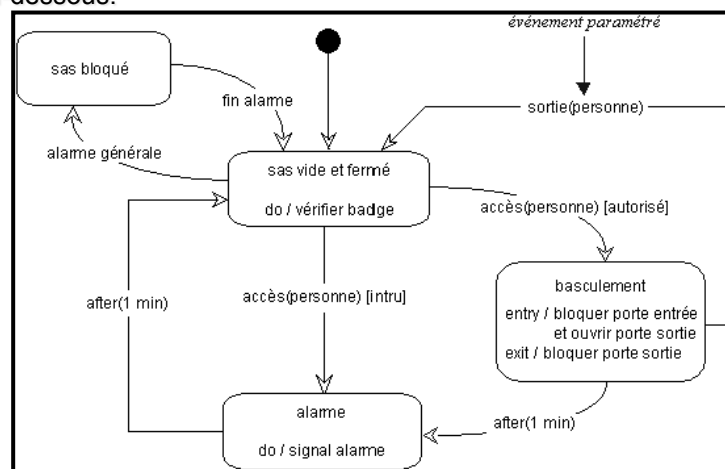 événement paramétré
sas bloqué
fin alarme
sortie(personne)
alarme générale
sas vide et fermé
do / vérifier badge
accès(personne) [autorisé]
after(1 min)
accès(personne) [intru]
basculement
entry / bloquer porte entrée
et ouvrir porte sortie
exit / bloquer porte sortie
alarme
do / signal alarme
after(1 min)